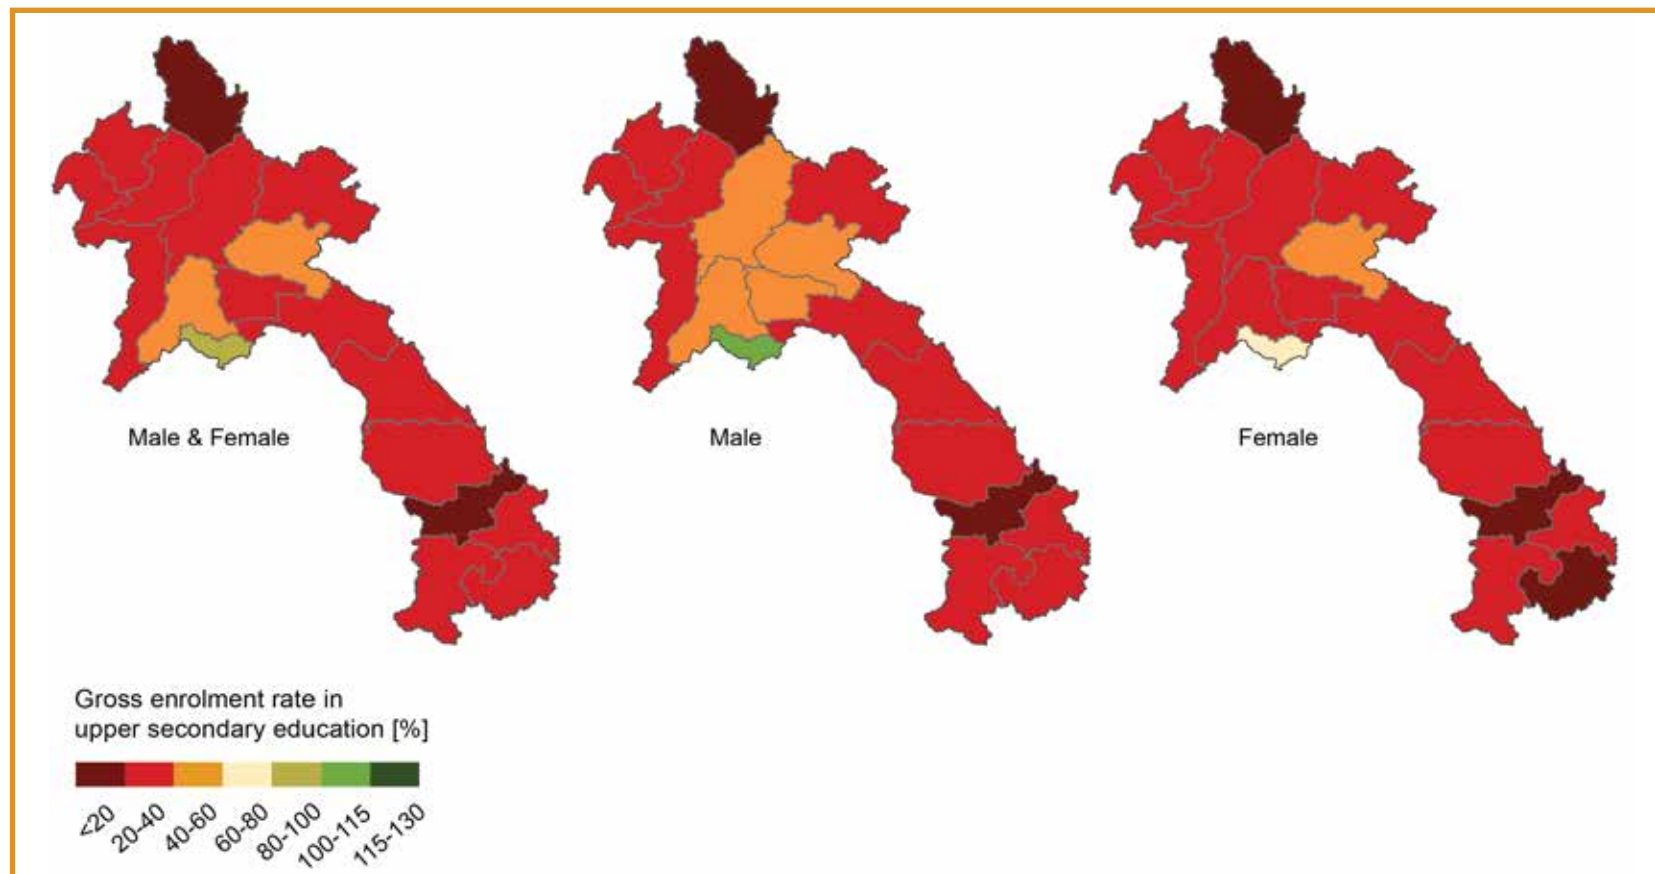 Male & Female
Male
Female
Gross enrolment rate in
upper secondary education [%]
<20
20-40
40-60
60-80
80-100
100-115
115-130